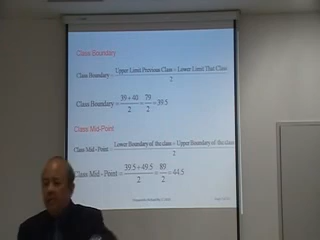 Class Boundary
Class Boundary = Upper Limit Previous Class + Lower Limit That Class / 2
Class Boundary = 39 + 40 / 2 = 79 / 2 = 39.5
Class Mid-Point
Class Mid - Point = Lower Boundary of the class + Upper Boundary of the class / 2
Class Mid - Point = 39.5 + 49.5 / 2 = 89 / 2 = 44.5